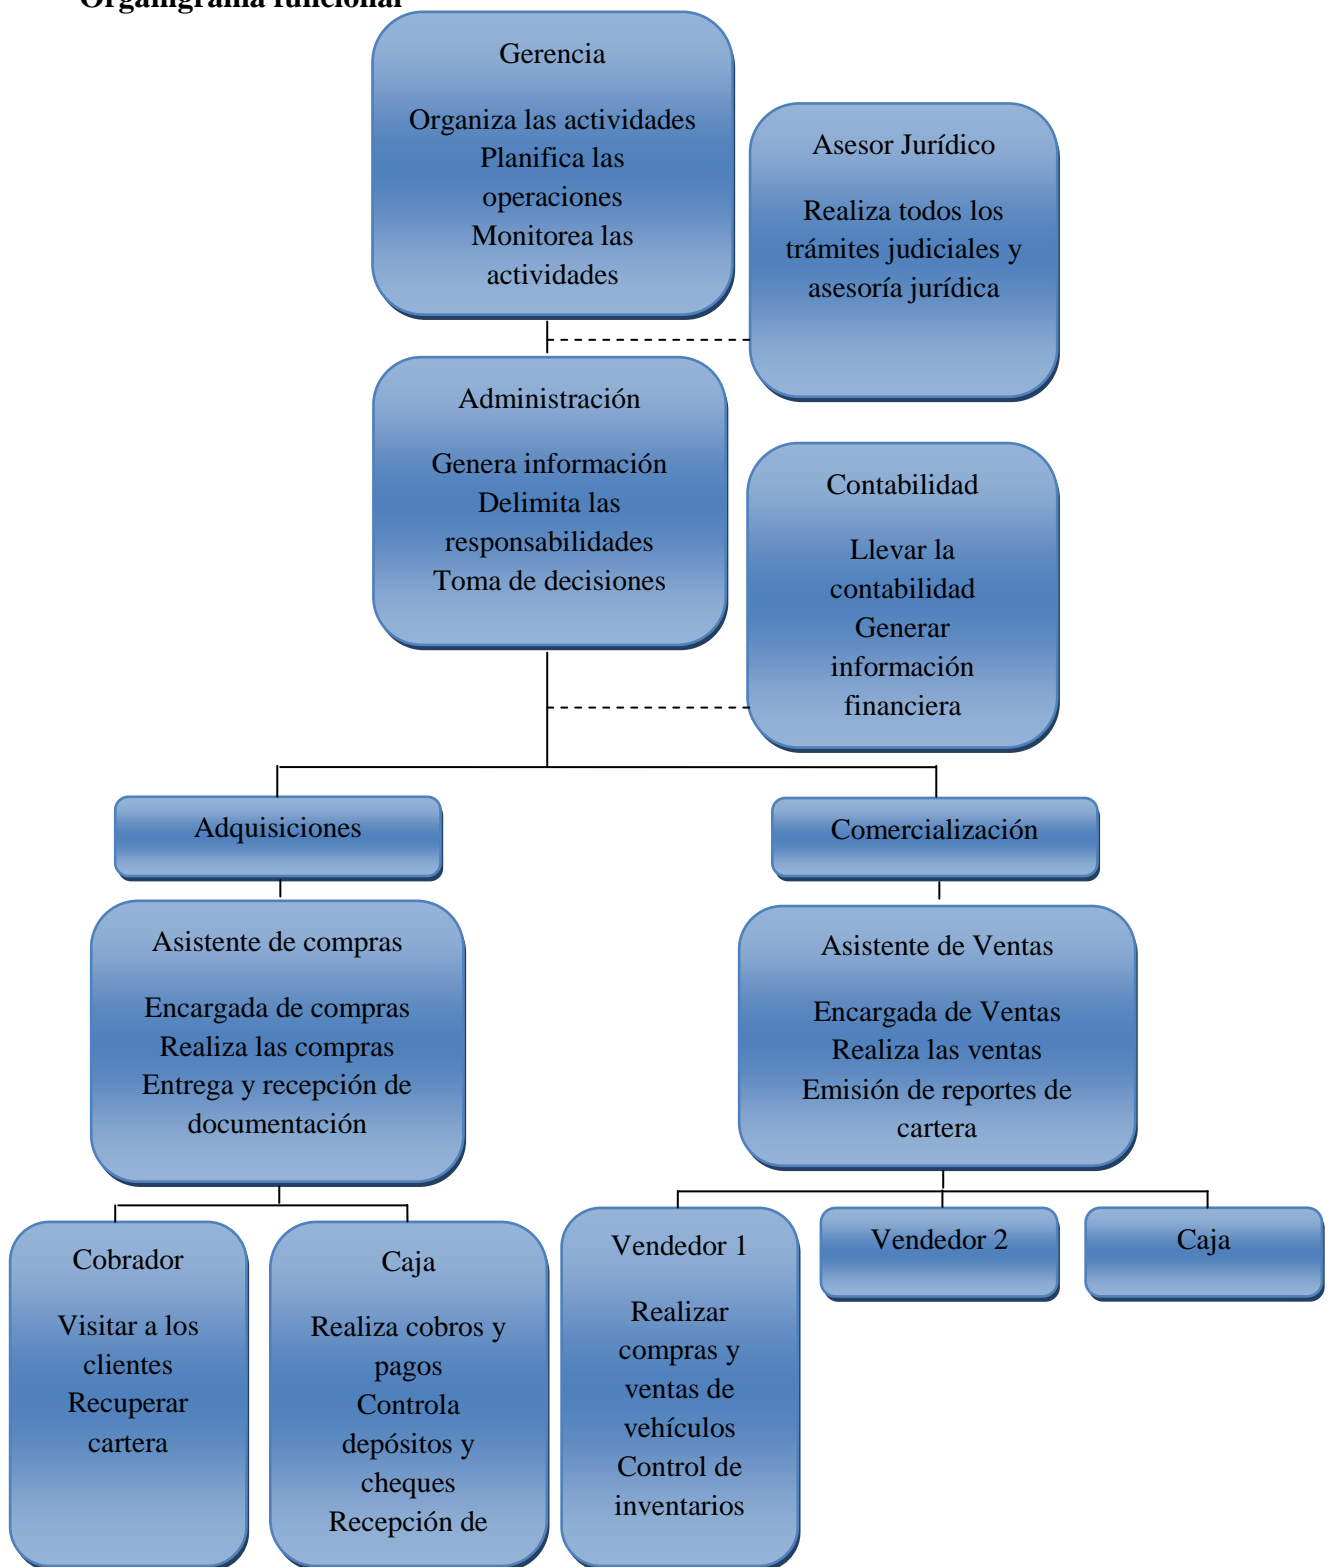 Organigrama funcional
Gerencia
Organiza las actividades
Planifica las
operaciones
Monitorea las
actividades
Asesor Jurídico
Realiza todos los
trámites judiciales y
asesoría jurídica
Administración
Genera información
Delimita las
responsabilidades
Toma de decisiones
Contabilidad
Llevar la
contabilidad
Generar
información
financiera
Adquisiciones
Comercialización
Asistente de compras
Encargada de compras
Realiza las compras
Entrega y recepción de
documentación
Asistente de Ventas
Encargada de Ventas
Realiza las ventas
Emisión de reportes de
cartera
Cobrador
Visitar a los
clientes
Recuperar
cartera
Caja
Realiza cobros y
pagos
Controla
depósitos y
cheques
Recepción de
Vendedor 1
Realizar
compras y
ventas de
vehículos
Control de
inventarios
Vendedor 2
Caja